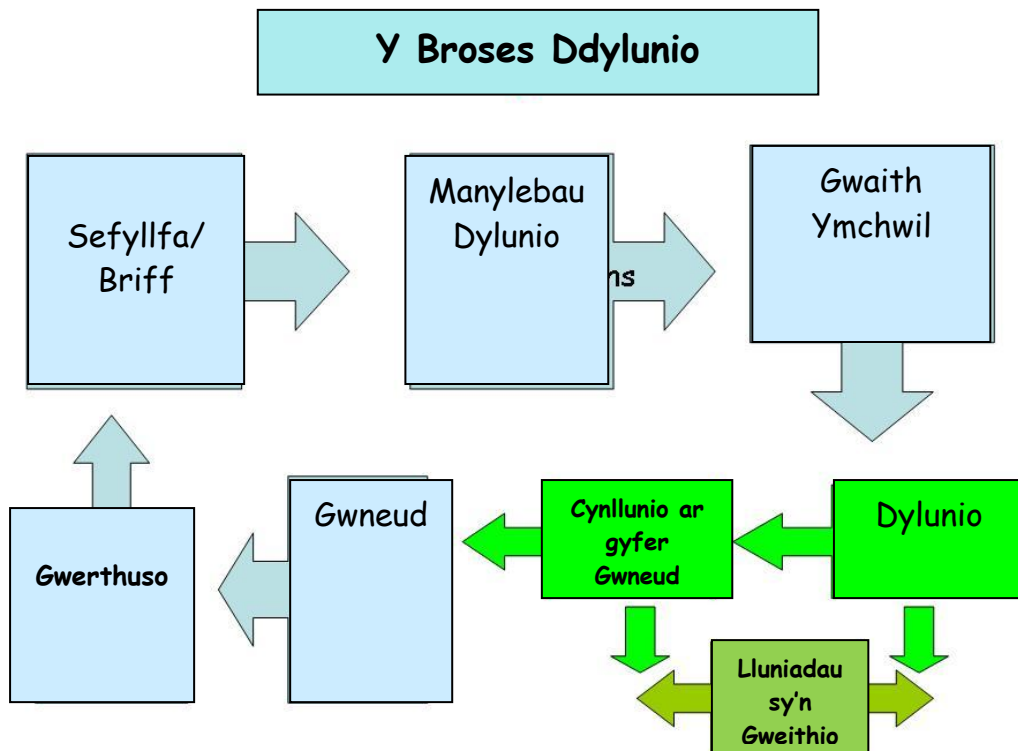 Y Broses Ddylunio
Sefyllfa/
Briff
Manylebau
Dylunio
ns
Gwaith
Ymchwil
Dylunio
Cynllunio ar
gyfer
Gwneud
Lluniadau
sy'n
Gweithio
Gwneud
Gwerthuso